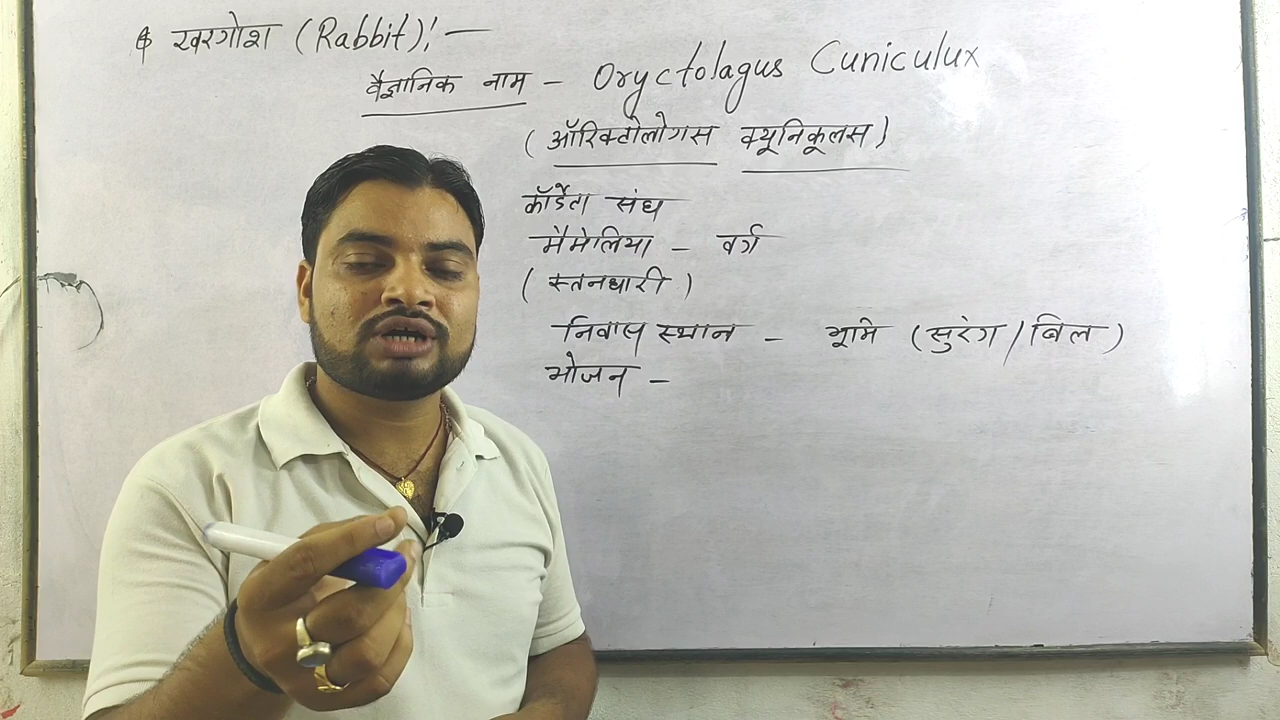 खरगोश (Rabbit):—
वैज्ञानिक नाम - Oryctolagus Cuniculux
(ऑरिक्टोलोगस क्यूनिकूलस)
कॉर्डेटा संघ
मैमेलिया - वर्ग
(स्तनधारी)
निवास स्थान - भूमि (सुरंग/बिल)
भोजन -